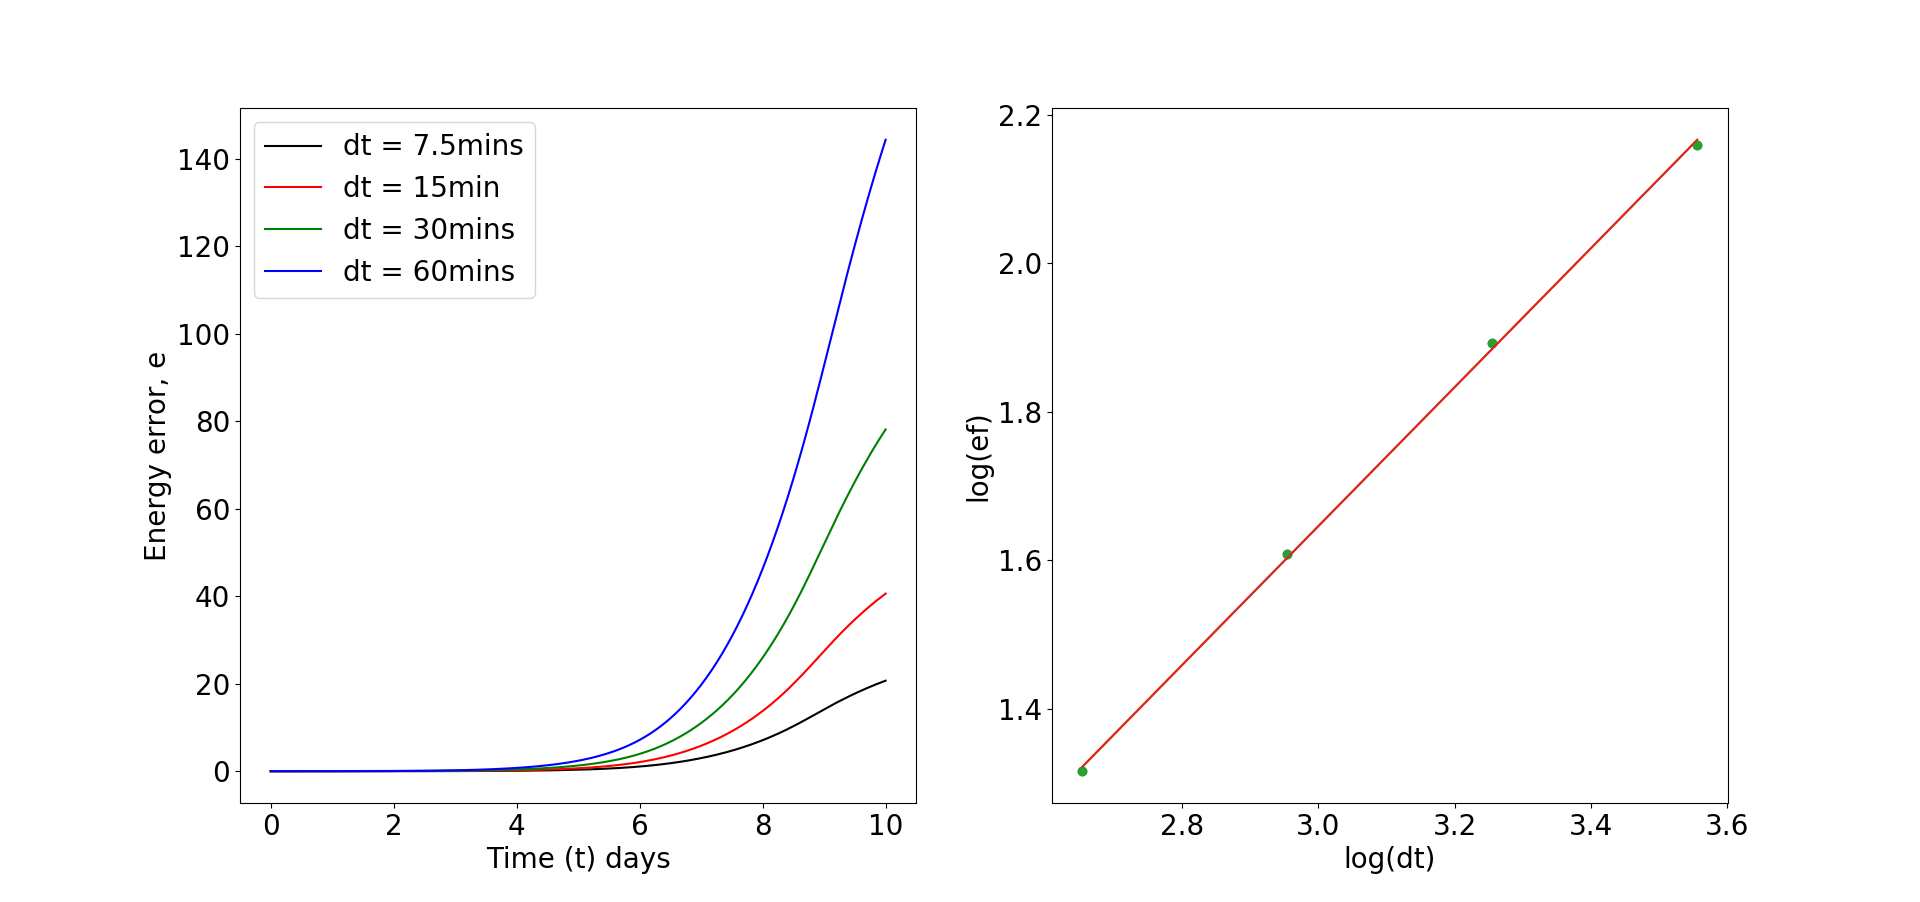 dt = 7.5mins
dt = 15min
dt = 30mins
dt = 60mins
Energy error, e
140
120
100
80
60
40
20
0
0 2 4 6 8 10
Time (t) days
log(ef)
2.2
2.0
1.8
1.6
1.4
2.8 3.0 3.2 3.4 3.6
log(dt)